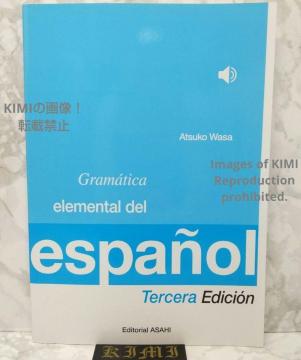 KIMIの画像！
転載禁止
Atsuko Wasa
Images of KIMI
Reproduction
prohibited.
Gramática
elemental del
español
Tercera Edición
Editorial ASAHI
KIMI